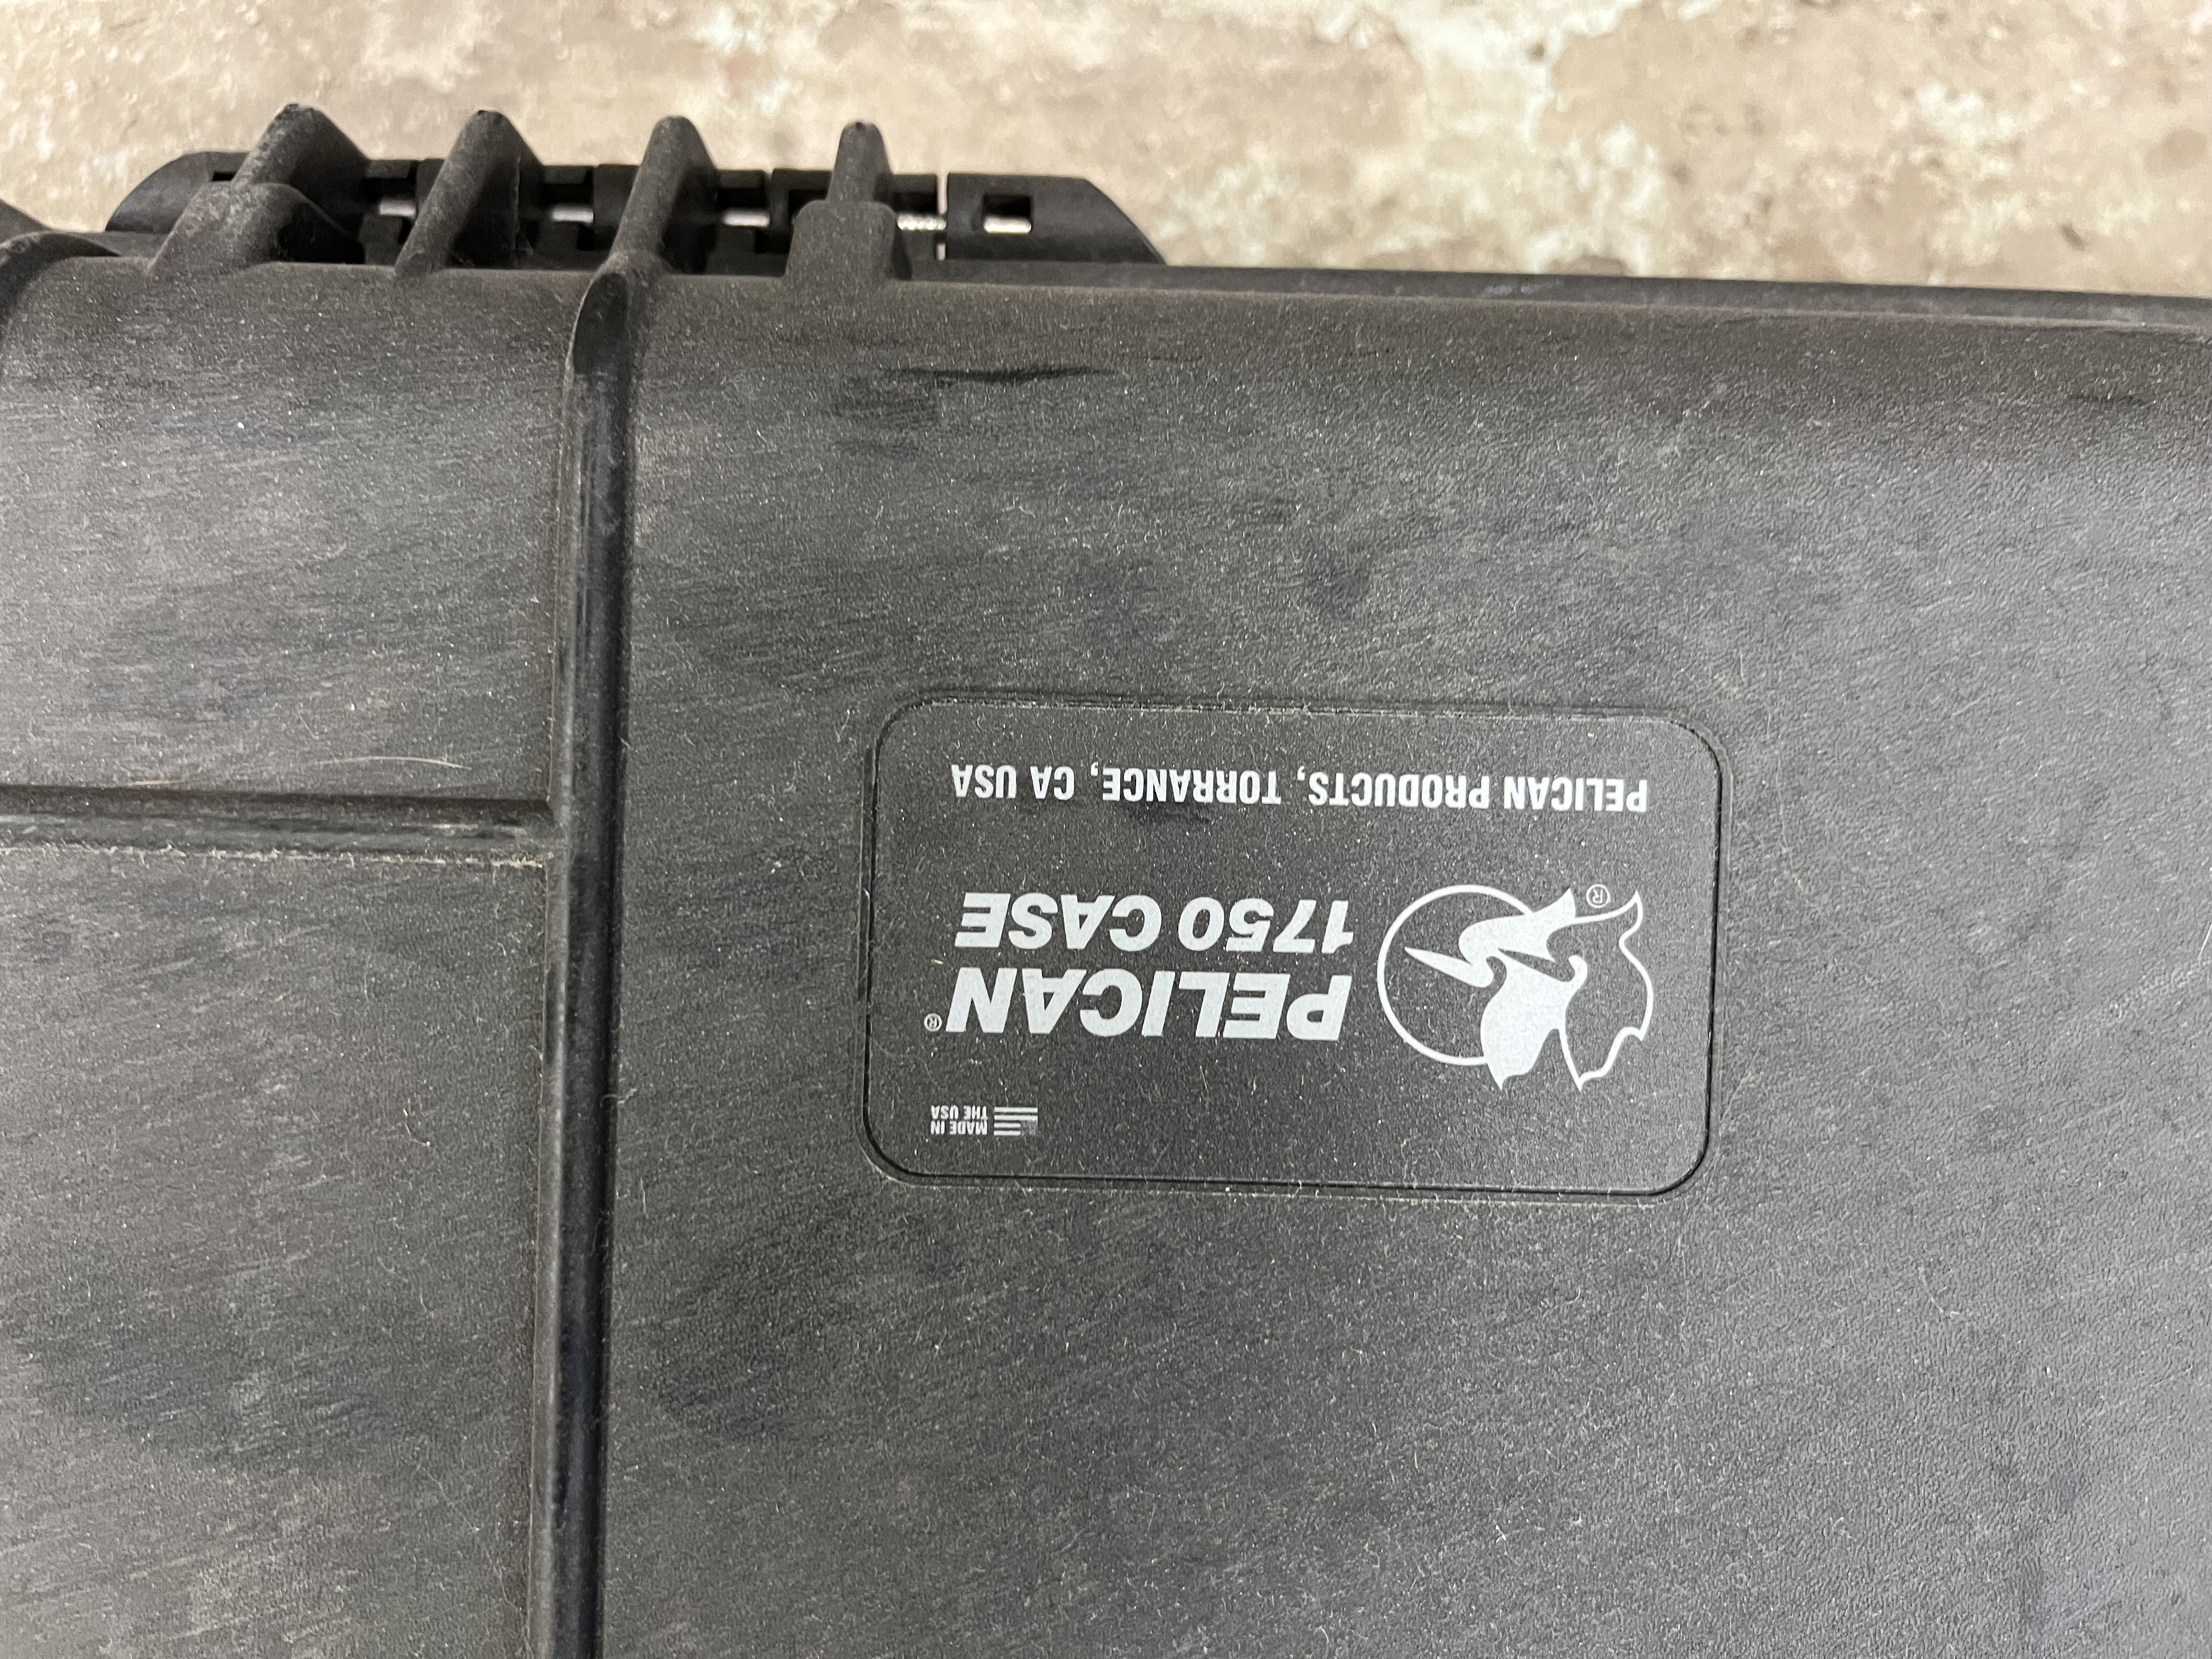 MADE IN
THE USA
PELICAN®
1750 CASE
®
PELICAN PRODUCTS, TORRANCE, CA USA